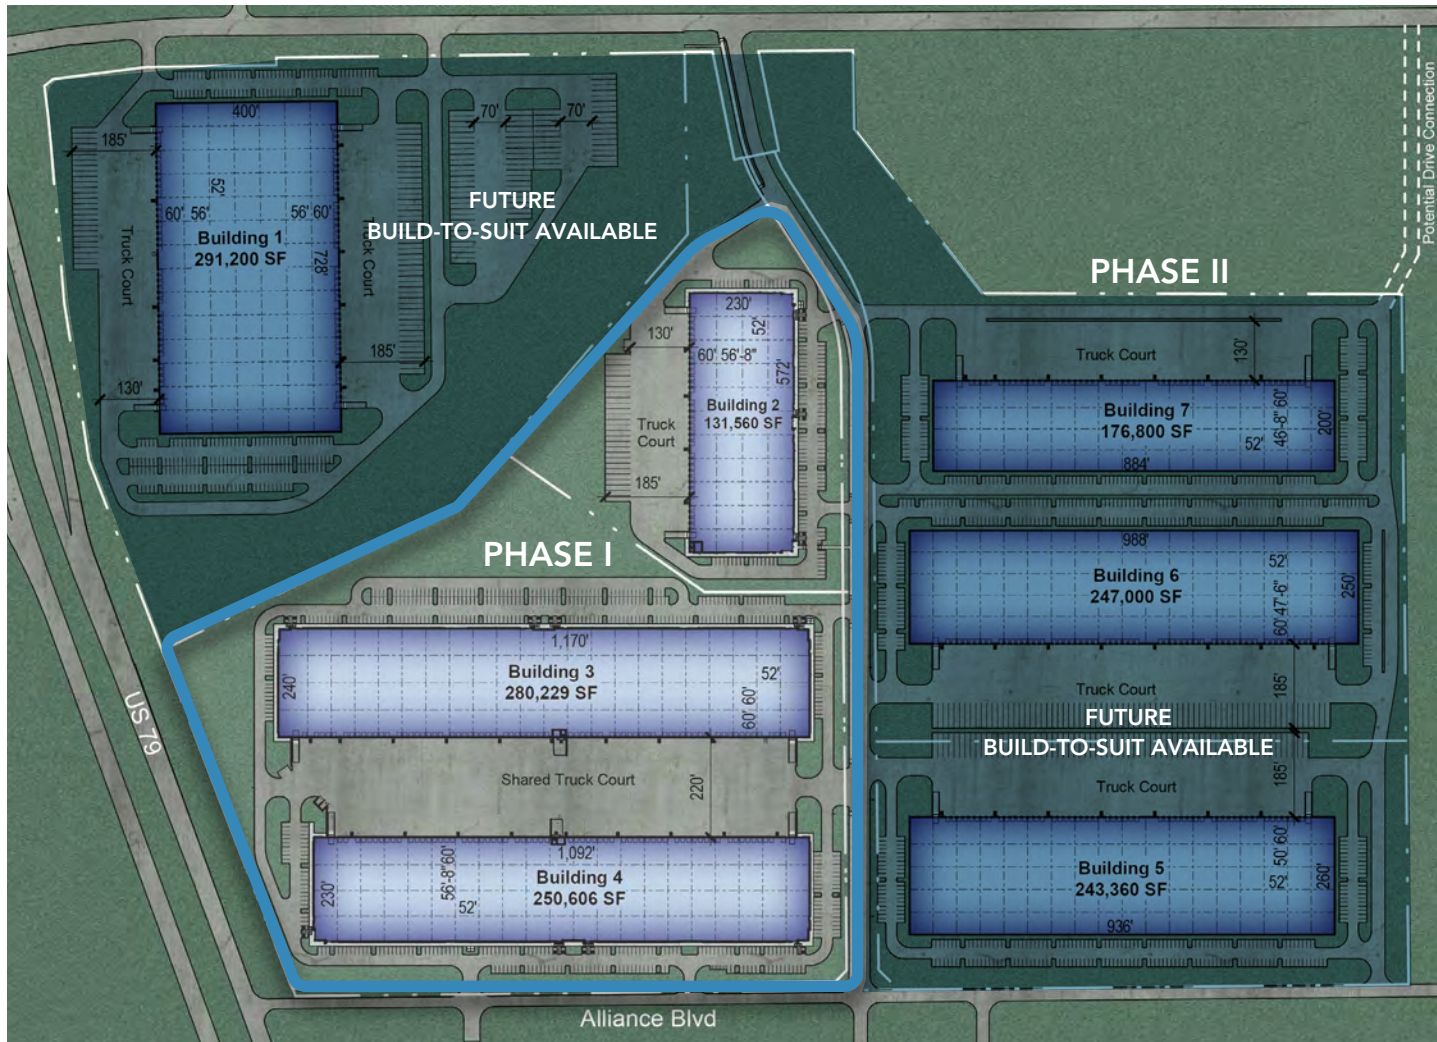 400'
185'
52'
60' 56'
56' 60'
Building 1
291,200 SF
728'
Truck Court
Truck Court
185'
130'
70'
70'
FUTURE
BUILD-TO-SUIT AVAILABLE
Potential Drive Connection
PHASE II
230'
52'
130'
60' 56'-8"
572'
Building 2
131,560 SF
Truck
Court
185'
Truck Court
130'
Building 7
176,800 SF
46'-8" 60'
52'
200'
884'
PHASE I
988'
52'
Building 6
247,000 SF
60' 47'-6"
250'
1,170'
Building 3
280,229 SF
52'
240'
60' 60'
Truck Court
185'
FUTURE
BUILD-TO-SUIT AVAILABLE
185'
Truck Court
US 79
Shared Truck Court
220'
1,092'
56'-8" 60'
Building 4
250,606 SF
230'
52'
Building 5
243,360 SF
50' 60'
52'
260'
936'
Alliance Blvd